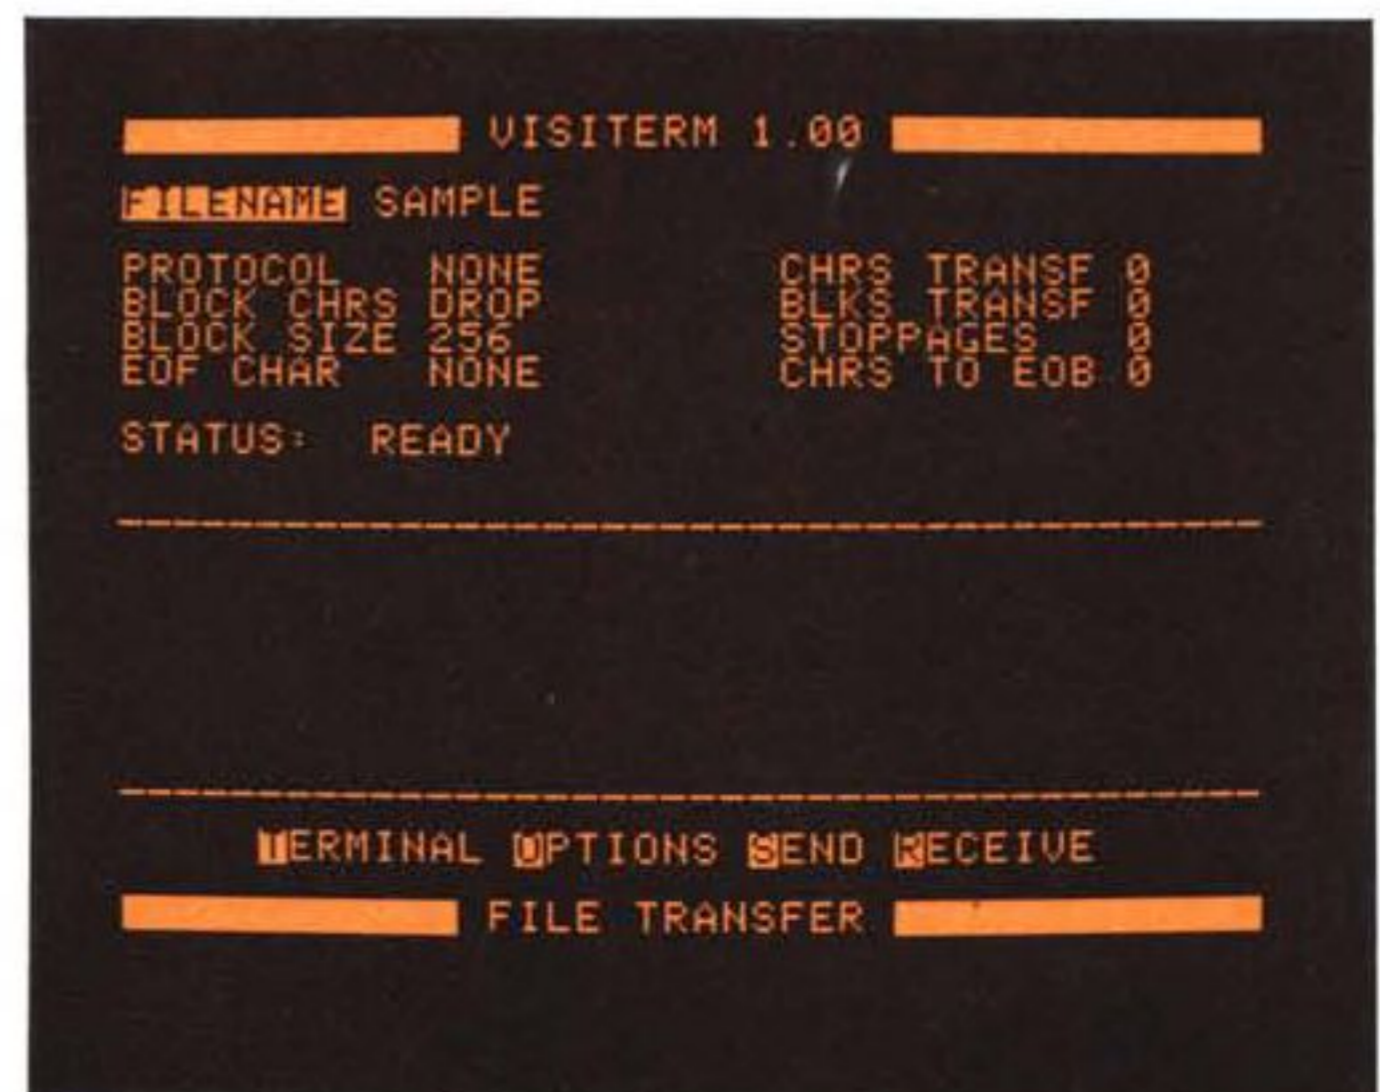 VISITERM 1.00
FILENAME SAMPLE
PROTOCOL NONE CHRS TRANSF 0
BLOCK CHRS DROP BLKS TRANSF 0
BLOCK SIZE 256 STOPPAGES 0
EOF CHAR NONE CHRS TO EOB 0
STATUS: READY
TERMINAL OPTIONS SEND RECEIVE
FILE TRANSFER